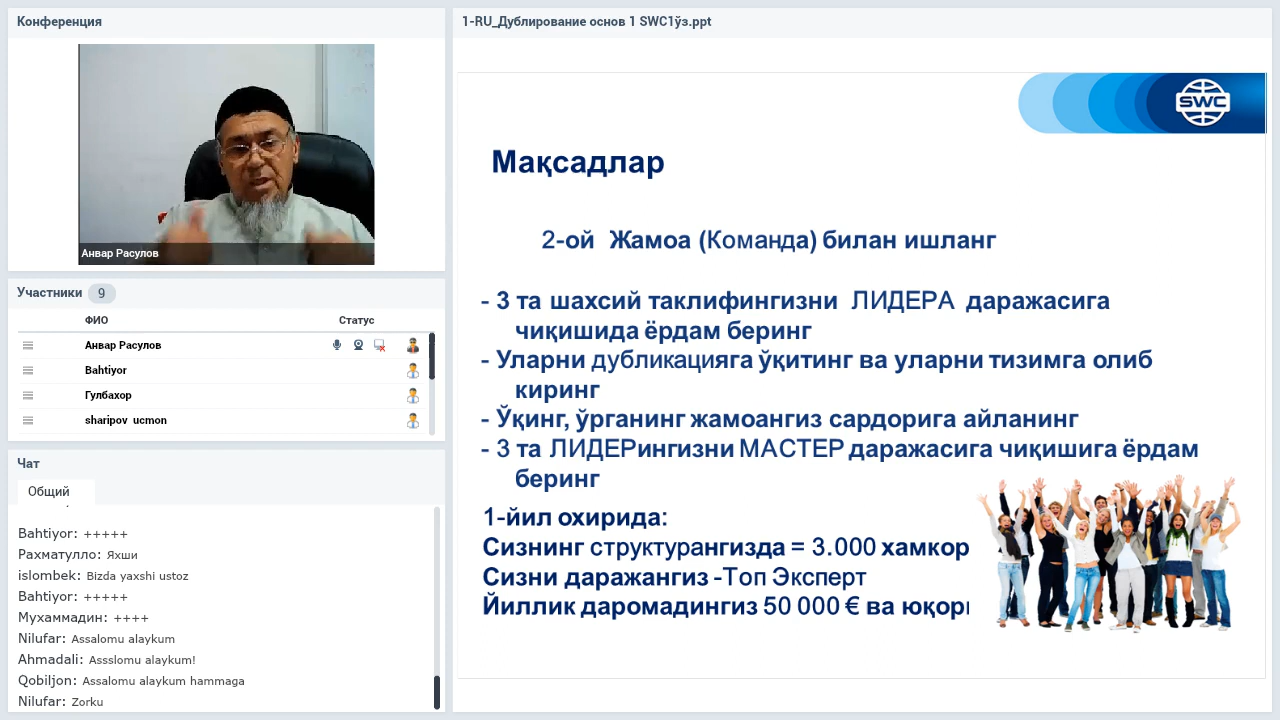 Конференция
Анвар Расулов
Участники 9
ФИО Статус
Анвар Расулов
Bahtiyor
Гулбахор
sharipov ucmon
Чат
Общий
Bahtiyor: +++++
Рахматулло: Яхши
islombek: Bizda yaxshi ustoz
Bahtiyor: +++++
Мухаммадин: ++++
Nilufar: Assalomu alaykum
Ahmadali: Assslomu alaykum!
Qobiljon: Assalomu alaykum hammaga
Nilufar: Zorku
1-RU_Дублирование основ 1 SWC1ўз.ppt
SWC
Мақсадлар
2-ой Жамоа (Команда) билан ишланг
- 3 та шахсий таклифингизни ЛИДЕРА даражасига
чиқишида ёрдам беринг
- Уларни дубликацияга ўқитинг ва уларни тизимга олиб
киринг
- Ўқинг, ўрганинг жамоангиз сардорига айланинг
- 3 та ЛИДЕРингизни МАСТЕР даражасига чиқишига ёрдам
беринг
1-йил охирида:
Сизнинг структурангизда = 3.000 хамкор
Сизни даражангиз -Топ Эксперт
Йиллик даромадингиз 50 000 € ва